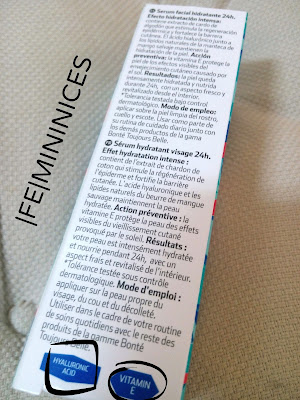 |FE|MININICES
Serum facial hidratante 24h.
Efecto hidratación intensa:
contiene extracto de cardo de
algodón que estimula la regeneración
epidérmica y fortalece la barrera
cutánea. El ácido hialurónico y los
lípidos naturales de la manteca de
mango salvaje mantienen la
hidratación de la piel. Acción
preventiva: la vitamina E protege la
piel de los efectos visibles del
envejecimiento cutáneo causado por
el sol. Resultados: la piel queda
intensamente hidratada y nutrida
durante 24h, con un aspecto fresco y
revitalizado desde el interior.
*Tolerancia testada bajo control
dermatológico. Modo de empleo:
aplicar sobre la piel limpia del rostro,
cuello y escote. Usar como parte de
su rutina de cuidado diario junto con
los demás productos de la gama
Bonté Toujours Belle.
Sérum hydratant visage 24h.
Effet hydratation intense :
contient de l'extrait de chardon de
coton qui stimule la régénération de
l'épiderme et fortifie la barrière
cutanée. L'acide hyaluronique et les
lipides naturels du beurre de mangue
sauvage maintiennent la peau
hydratée. Action préventive : la
vitamine E protège la peau des effets
visibles du vieillissement cutané
provoqué par le soleil. Résultats :
votre peau est intensément hydratée
et nourrie pendant 24h, avec un
aspect frais et revitalisé de l'intérieur.
*Tolérance testée sous contrôle
dermatologique. Mode d'emploi :
appliquer sur la peau propre du
visage, du cou et du décolleté.
Utiliser dans le cadre de votre routine
de soins quotidiens avec le reste des
produits de la gamme Bonté
Toujours Belle.
HYALURONIC
ACID
VITAMIN
E